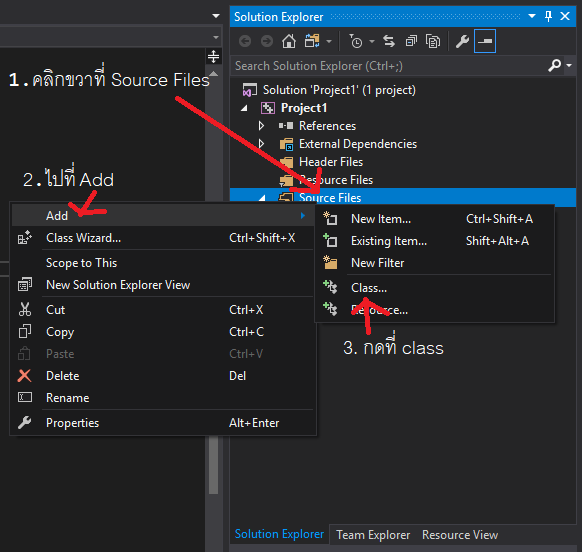 Solution Explorer
Search Solution Explorer (Ctrl+;)
1.คลิกขวาที่ Source Files
Solution 'Project1' (1 project)
Project1
References
External Dependencies
Header Files
Resource Files
Source Files
2.ไปที่ Add
Add
Class Wizard... Ctrl+Shift+X
Scope to This
New Solution Explorer View
Cut Ctrl+X
Copy Ctrl+C
Paste Ctrl+V
Delete Del
Rename
Properties Alt+Enter
New Item... Ctrl+Shift+A
Existing Item... Shift+Alt+A
New Filter
Class...
Resource...
3. กดที่ class
Solution Explorer Team Explorer Resource View